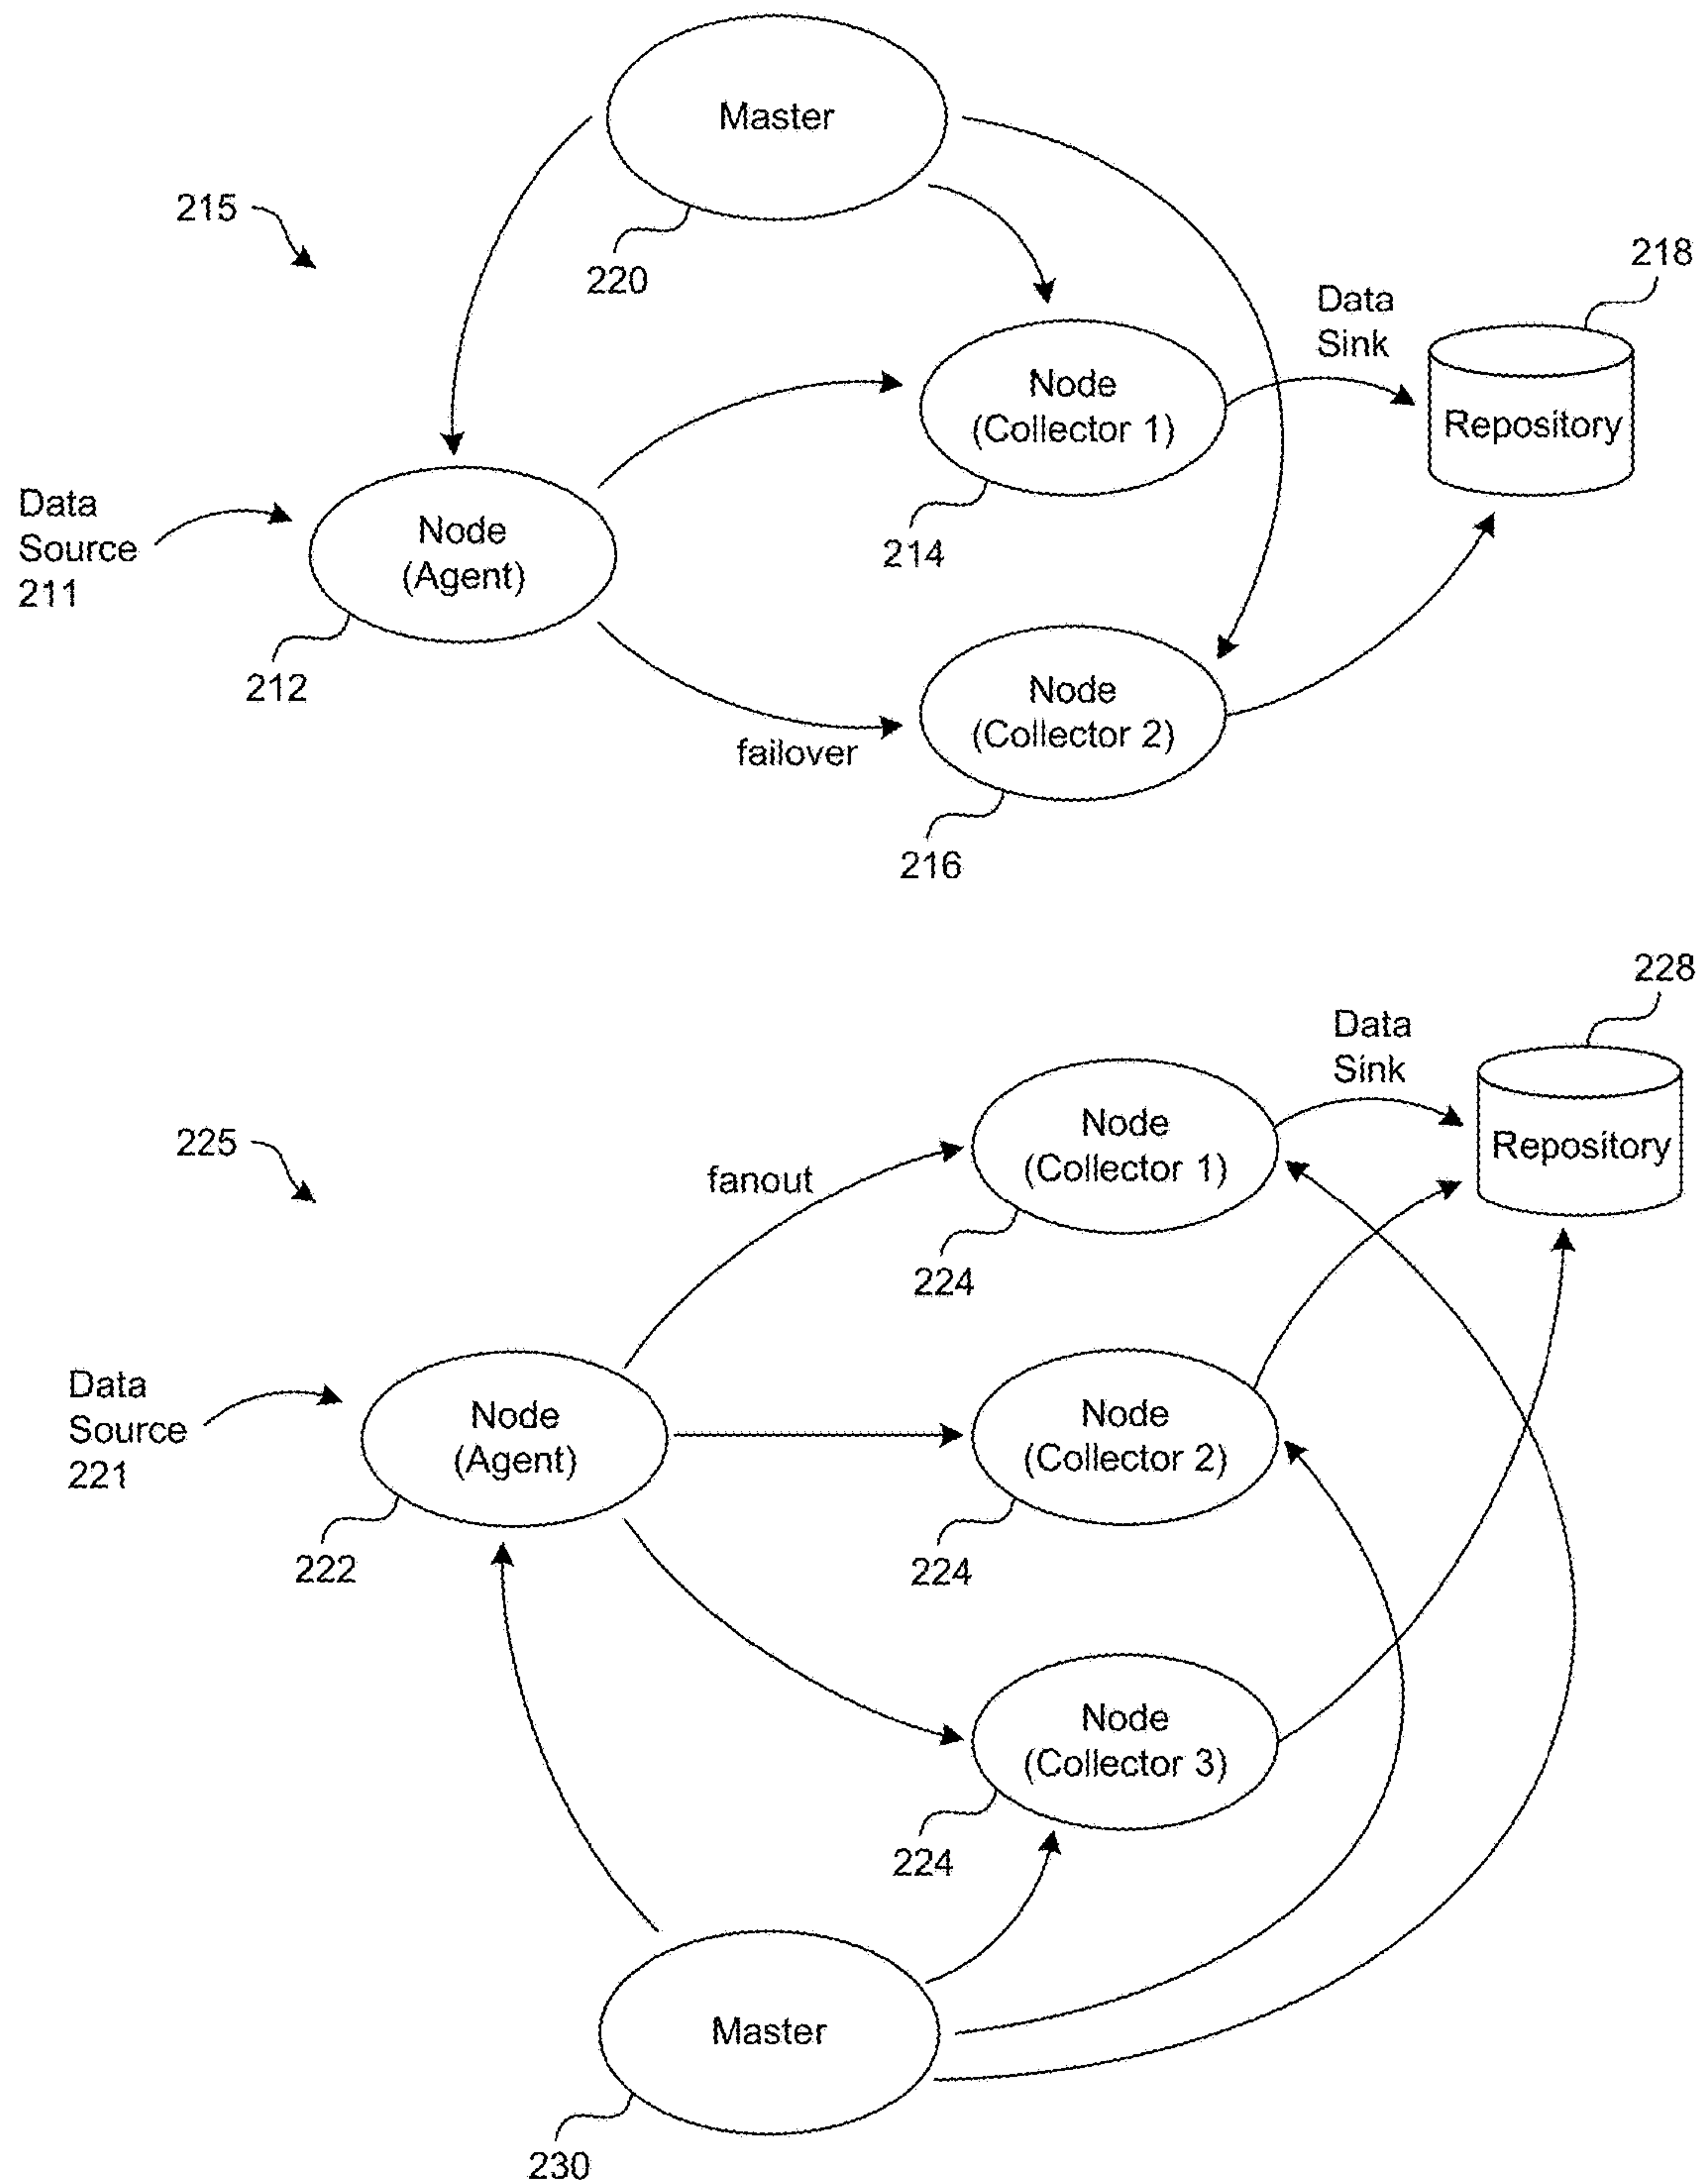 Master
215
220
218
Data
Sink
Node
(Collector 1)
Repository
Data
Source
211
Node
(Agent)
214
212
Node
(Collector 2)
failover
216
228
Data
Sink
Node
(Collector 1)
Repository
225
fanout
224
Data
Source
221
Node
(Agent)
Node
(Collector 2)
222
224
Node
(Collector 3)
224
Master
230